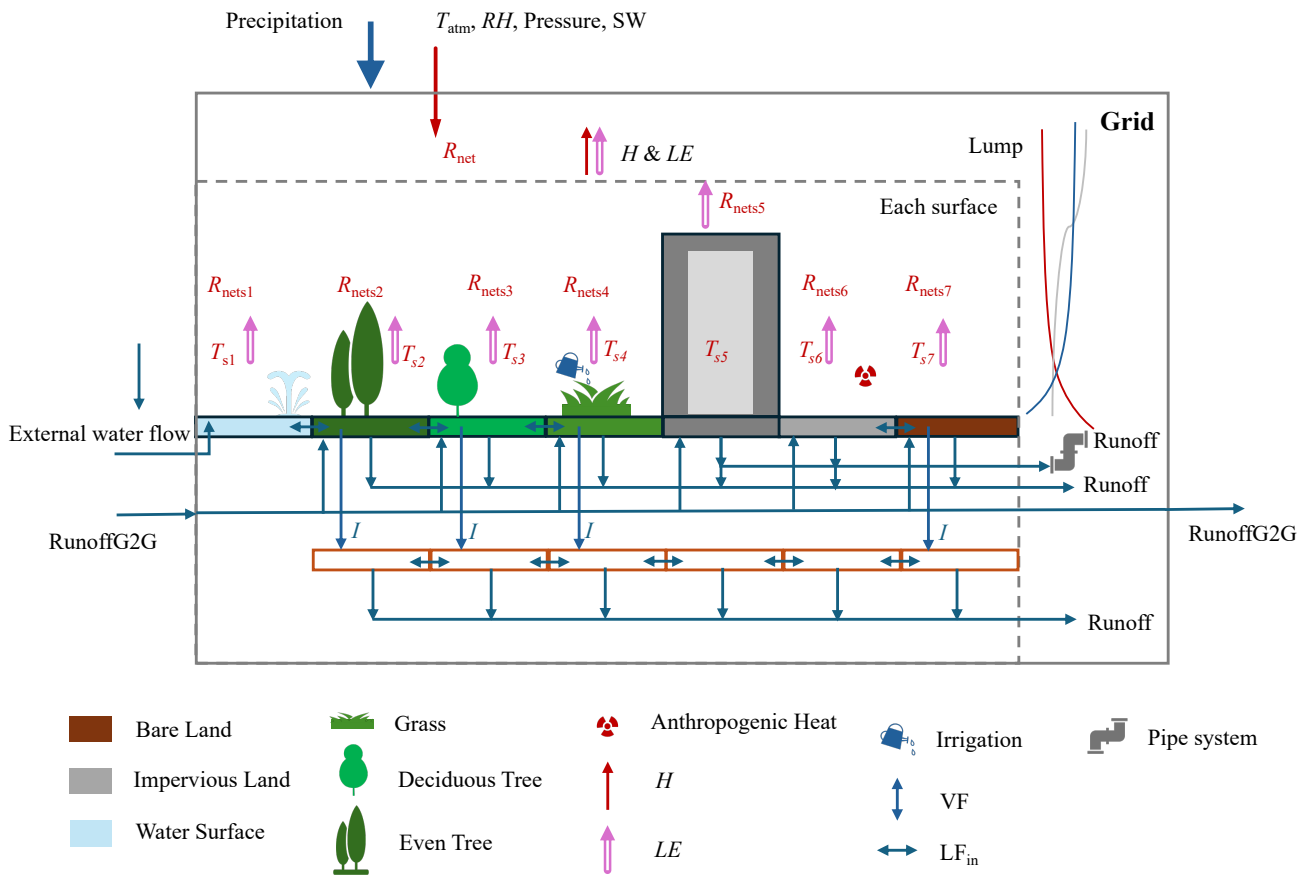 Precipitation
Tatm, RH, Pressure, SW
Grid
Rnet
H & LE
Lump
Each surface
Rnets5
Rnets1
Rnets2
Rnets3
Rnets4
Rnets6
Rnets7
Ts1
Ts2
Ts3
Ts4
Ts5
Ts6
Ts7
External water flow
Runoff
Runoff
RunoffG2G
RunoffG2G
I
I
I
I
Runoff
Bare Land
Grass
Anthropogenic Heat
Irrigation
Pipe system
Impervious Land
Deciduous Tree
H
VF
Water Surface
Even Tree
LE
LFin